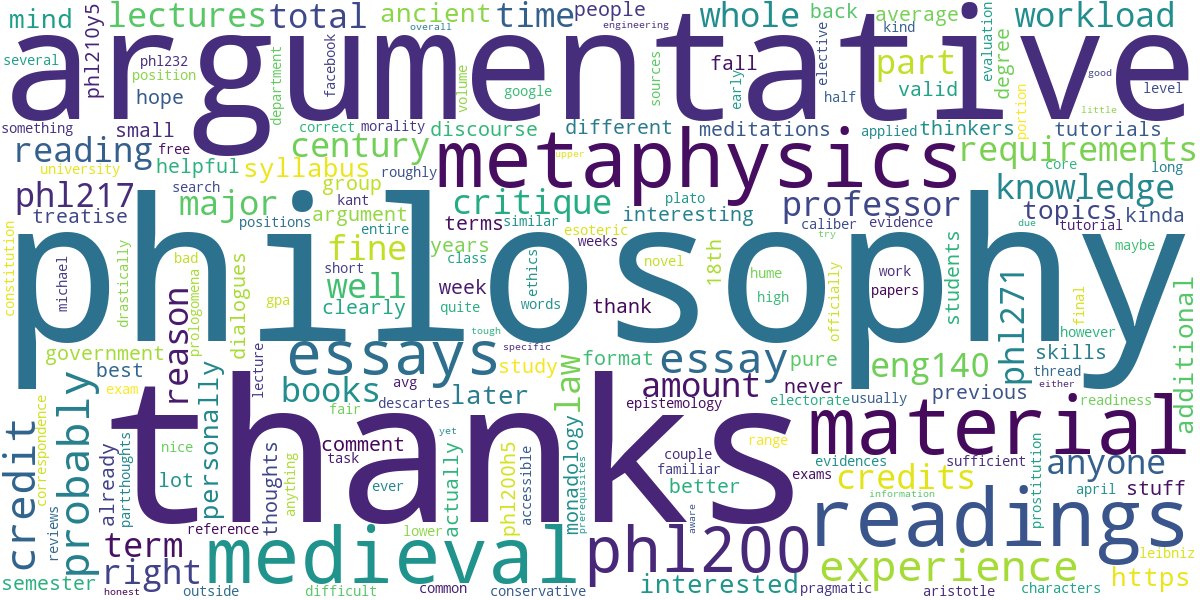 mind
lectures
total
ancient
time
people
engineering
whole
back
average
kind
evaluation
workload
overall
argumentative
several
phl210y5
phl232
position
hope
department
facebook
volume
google
sources
early
fall
elective
half
part
valid
degree
good
level
portion
little
something
small
correct
morality
discourse
different
meditations
applied
thinkers
tutorials
reading
free
helpful
century
metaphysics
requirements
core
long
university
syllabus
roughly
upper
knowledge
phl217
search
group
kant
critique
plato
professor
treatise
major
argument
terms
similar
interesting
caliber
evidence
topics
tutorial
kinda
positions
entire
esoteric
try
due
constitution
philosophy
fine
years
class
weeks
18th
students
maybe
michael
drastically
bad
short
well
week
quite
ethics
words
novel
hume
high
officially
work
papers
phl271
final
additional
prolegomena
dialogues
gpa
clearly
thank
tough
however
government
reason
essays
specific
study
format
essay
pure
eng140
skills
thread
either
best
exam
personally
lecture
avg
law
amount
never
previous
readiness
probably
books
later
descartes
epistemology
electorate
usually
fair
thanks
yet
material
credit
correspondence
nice
comment
range
already
partthoughts
lot
thoughts
anything
task
ever
actually
phl200h5
accessible
monadology
prerequisites
couple
familiar
better
aware
exams
evidences
sufficient
anyone
credits
april
stuff
information
prostitution
reviews
reference
lower
readings
term
right
medieval
phl200
experience
leibniz
https
semester
honest
outside
difficult
common
conservative
interested
pragmatic
aristotle
characters